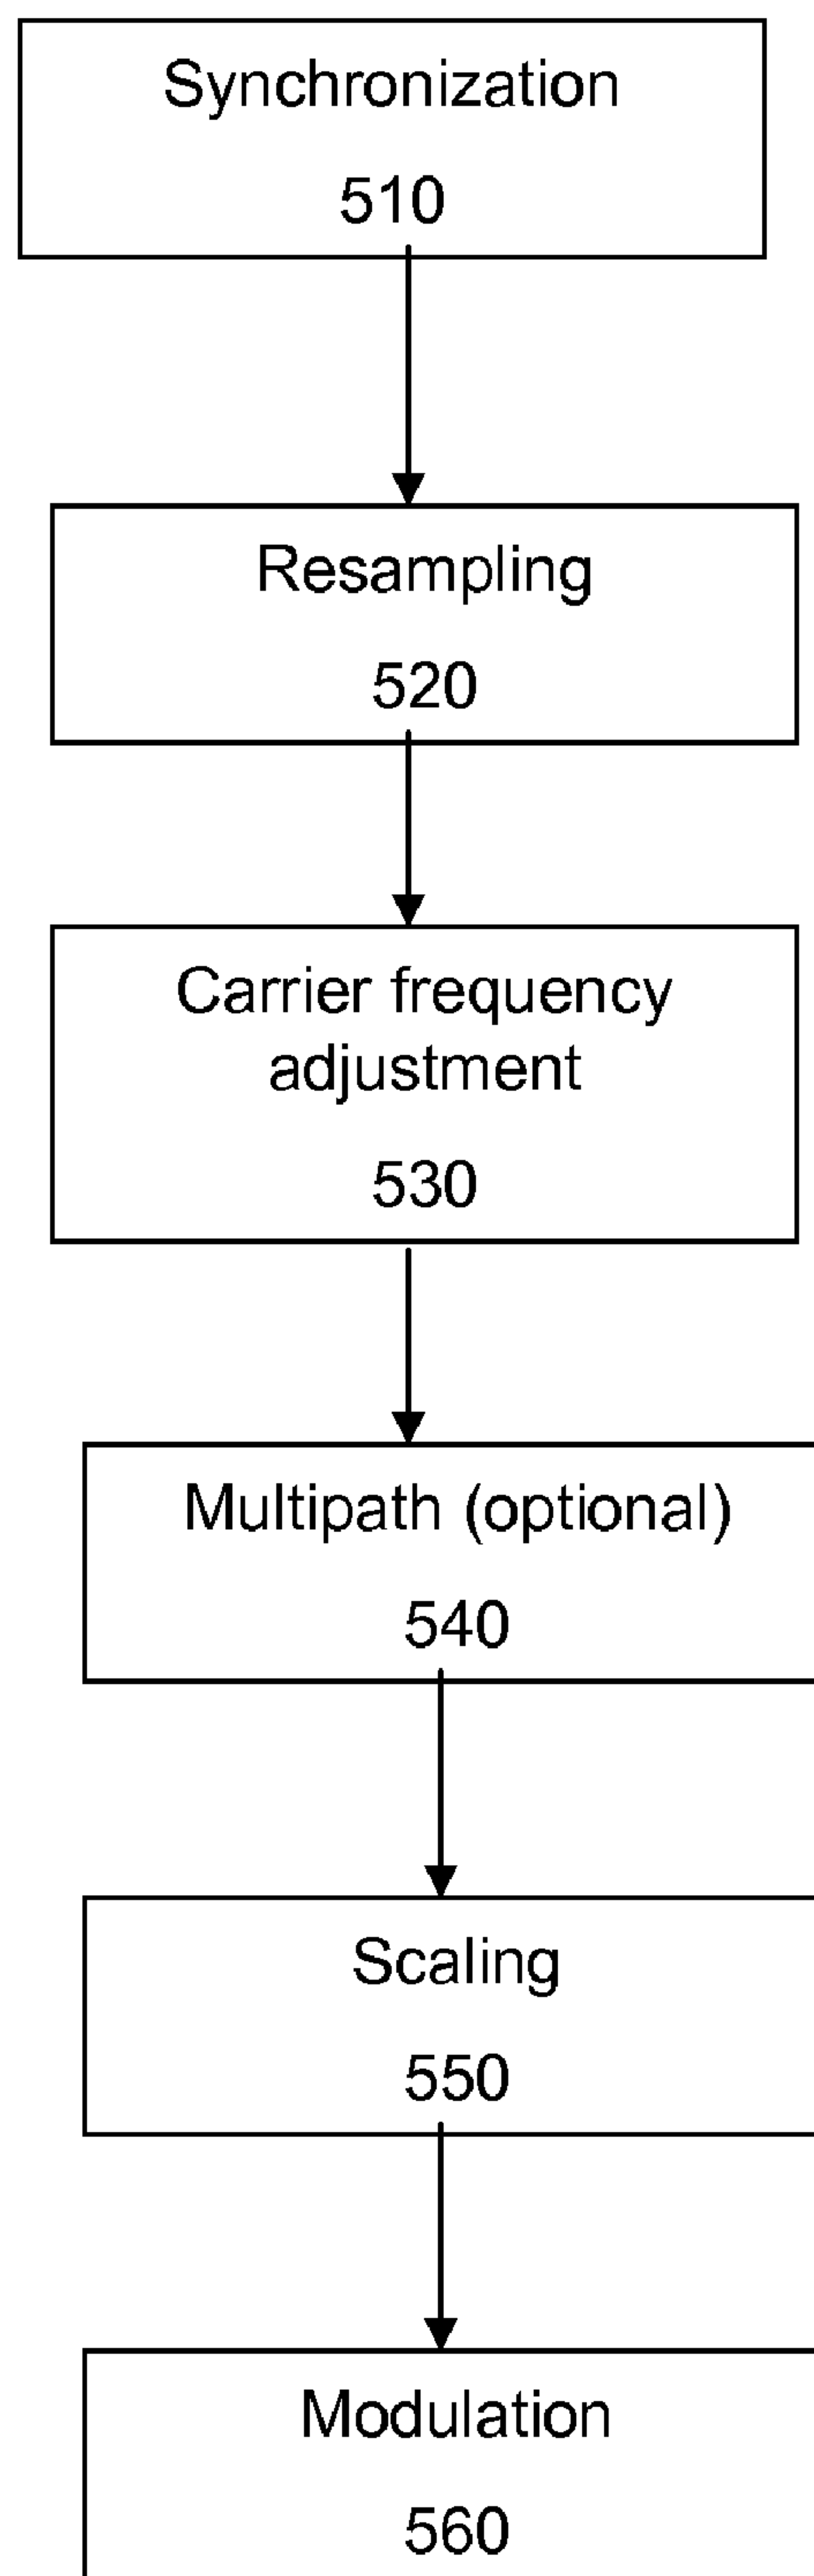 Synchronization
510
Resampling
520
Carrier frequency
adjustment
530
Multipath (optional)
540
Scaling
550
Modulation
560